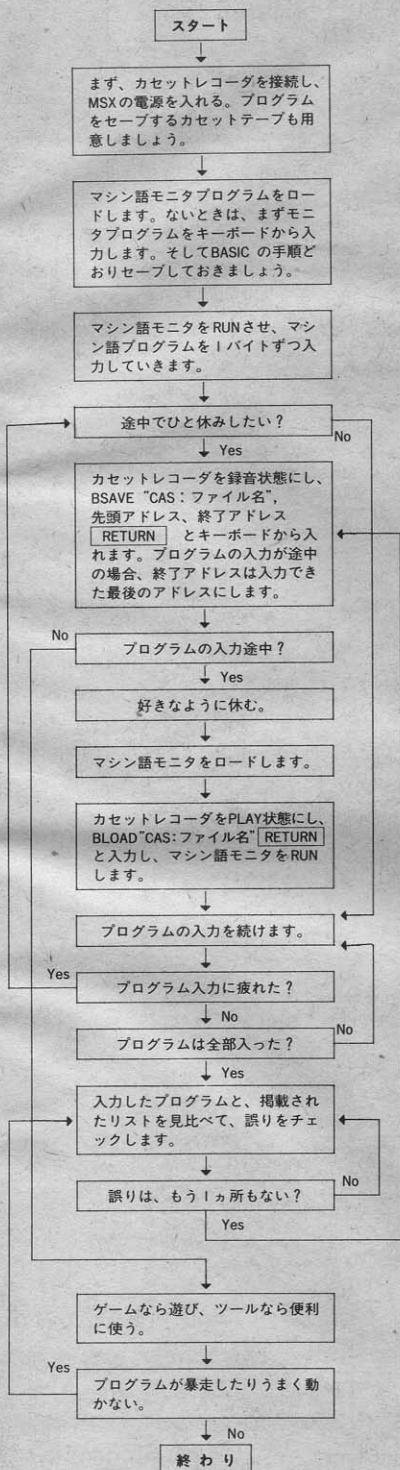 スタート
まず、カセットレコーダを接続し、
MSXの電源を入れる。プログラム
をセーブするカセットテープも用
意しましょう。
マシン語モニタプログラムをロー
ドします。ないときは、まずモニ
タプログラムをキーボードから入
力します。そしてBASIC の手順ど
おりセーブしておきましょう。
マシン語モニタをRUNさせ、マシ
ン語プログラムを1バイトずつ入
力していきます。
途中でひと休みしたい？
No
Yes
カセットレコーダを録音状態にし、
BSAVE "CAS：ファイル名",
先頭アドレス、終了アドレス
RETURN とキーボードから入
れます。プログラムの入力が途中
の場合、終了アドレスは入力でき
た最後のアドレスにします。
No
プログラムの入力途中？
Yes
好きなように休む。
マシン語モニタをロードします。
カセットレコーダをPLAY状態にし、
BLOAD"CAS:ファイル名" RETURN
と入力し、マシン語モニタをRUN
します。
プログラムの入力を続けます。
Yes
プログラム入力に疲れた？
No
プログラムは全部入った？
No
Yes
入力したプログラムと、掲載され
たリストを見比べて、誤りをチェ
ックします。
誤りは、もう1ヵ所もない？
No
Yes
ゲームなら遊び、ツールなら便利
に使う。
Yes
プログラムが暴走したりうまく動
かない。
No
終わり